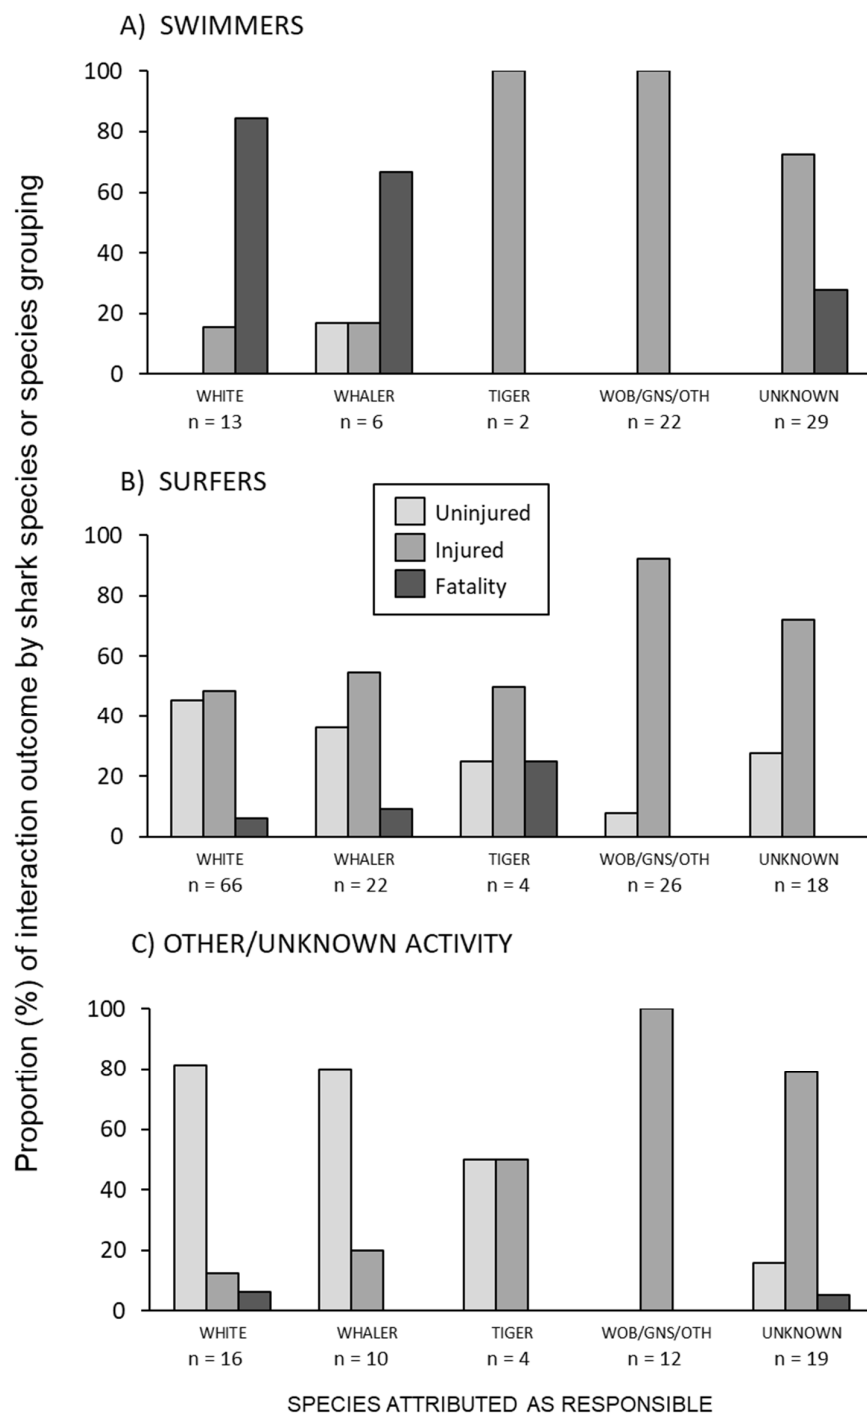 Proportion (%) of interaction outcome by shark species or species grouping
A) SWIMMERS
100
80
60
40
20
0
WHITE WHALER TIGER WOB/GNS/OTH UNKNOWN
n = 13 n = 6 n = 2 n = 22 n = 29
B) SURFERS
Uninjured
Injured
Fatality
100
80
60
40
20
0
WHITE WHALER TIGER WOB/GNS/OTH UNKNOWN
n = 66 n = 22 n = 4 n = 26 n = 18
C) OTHER/UNKNOWN ACTIVITY
100
80
60
40
20
0
WHITE WHALER TIGER WOB/GNS/OTH UNKNOWN
n = 16 n = 10 n = 4 n = 12 n = 19
SPECIES ATTRIBUTED AS RESPONSIBLE